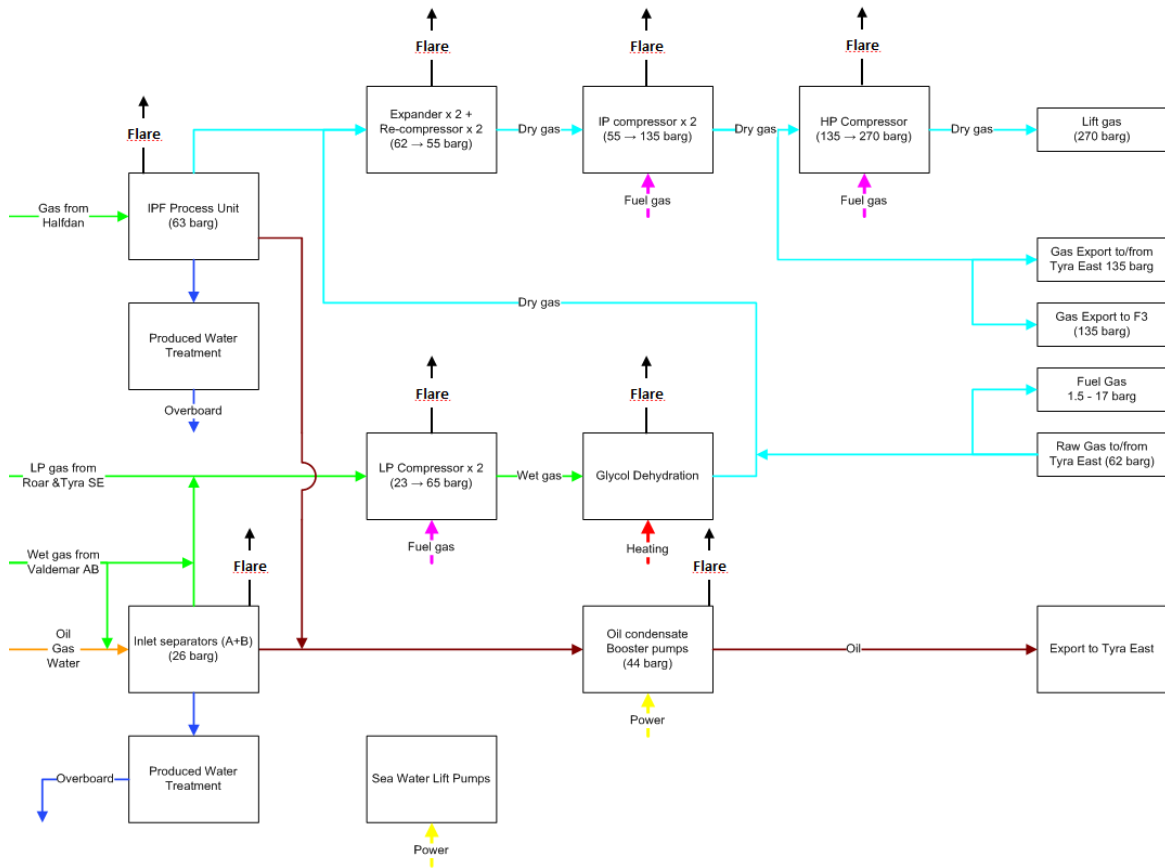 Flare
Flare
Flare
Flare
Expander x 2 +
Re-compressor x 2
(62 → 55 barg)
Dry gas
IP compressor x 2
(55 → 135 barg)
Dry gas
HP Compressor
(135 → 270 barg)
Dry gas
Lift gas
(270 barg)
Gas from
Halfdan
IPF Process Unit
(63 barg)
Fuel gas
Fuel gas
Gas Export to/from
Tyra East 135 barg
Dry gas
Gas Export to F3
(135 barg)
Produced Water
Treatment
Overboard
Flare
Flare
Fuel Gas
1.5 - 17 barg
LP gas from
Roar &Tyra SE
LP Compressor x 2
(23 → 65 barg)
Wet gas
Glycol Dehydration
Raw Gas to/from
Tyra East (62 barg)
Fuel gas
Heating
Wet gas from
Valdemar AB
Flare
Flare
Oil
Gas
Water
Inlet separators (A+B)
(26 barg)
Oil condensate
Booster pumps
(44 barg)
Oil
Export to Tyra East
Power
Overboard
Produced Water
Treatment
Sea Water Lift Pumps
Power